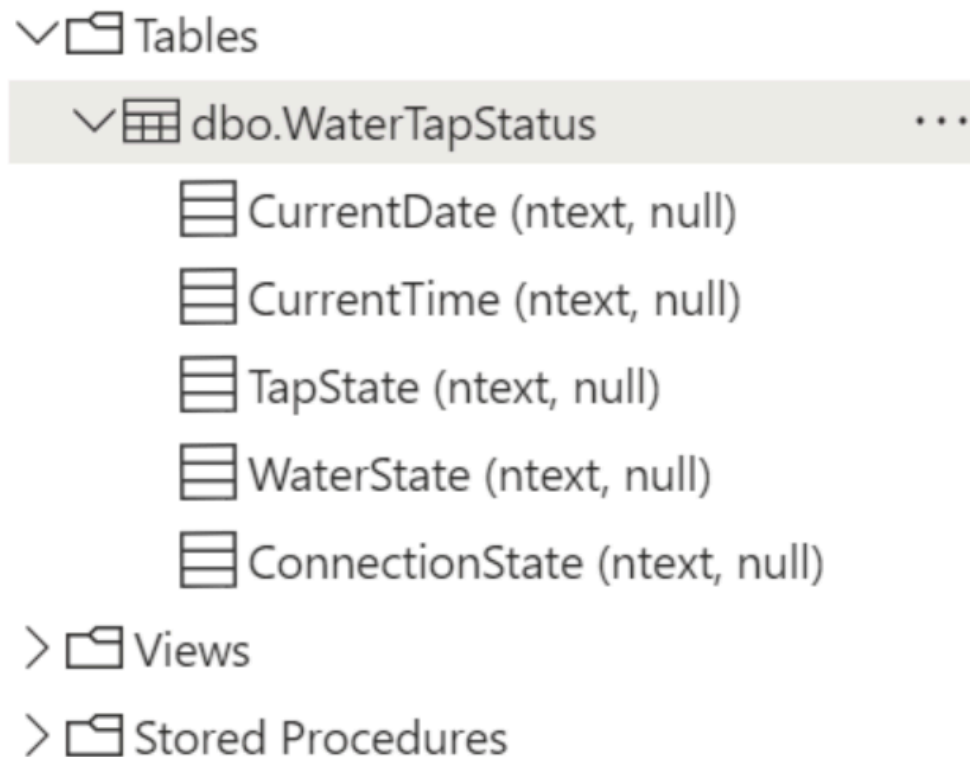 Tables
dbo.WaterTapStatus ...
CurrentDate (ntext, null)
CurrentTime (ntext, null)
TapState (ntext, null)
WaterState (ntext, null)
ConnectionState (ntext, null)
Views
Stored Procedures